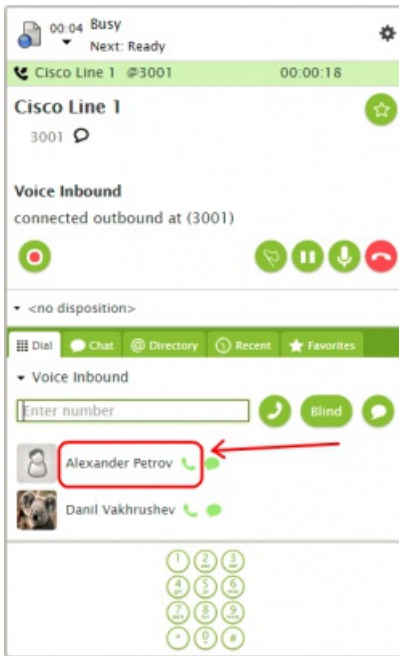 00:04 Busy
Next: Ready
Cisco Line 1 @3001 00:00:18
Cisco Line 1
3001
Voice Inbound
connected outbound at (3001)
<no disposition>
Dial Chat @ Directory Recent Favorites
Voice Inbound
Enter number Blind
Alexander Petrov
Danil Vakhrushev
1 2 3
4 5 6
7 8 9
* 0 #